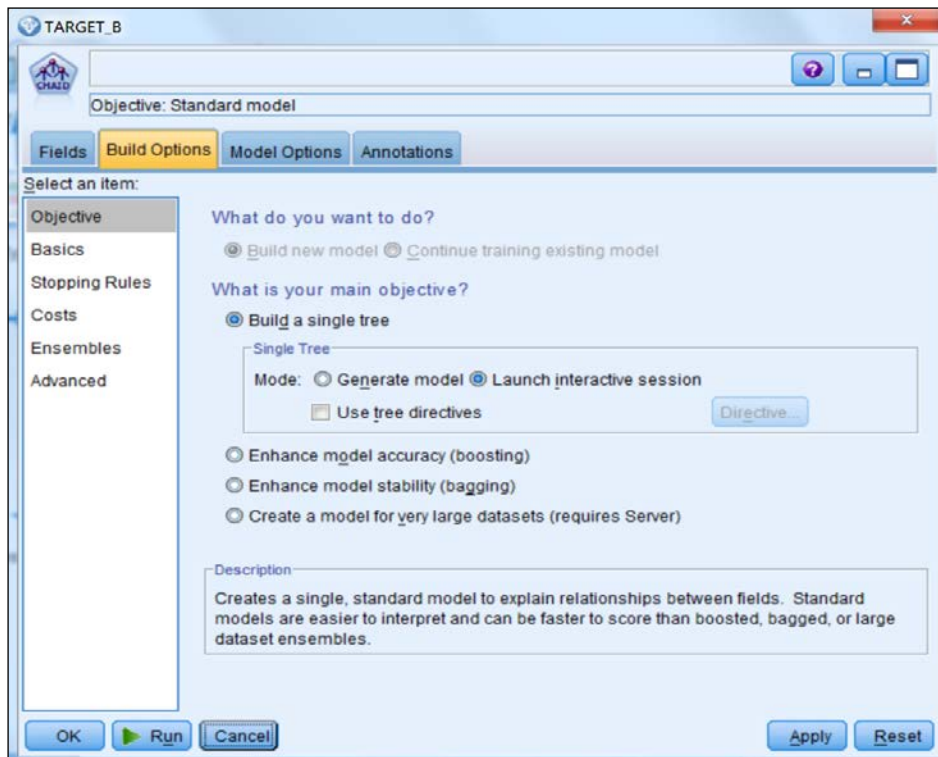 TARGET_B
CHAID
Objective: Standard model
Fields Build Options Model Options Annotations
Select an item:
Objective
Basics
Stopping Rules
Costs
Ensembles
Advanced
What do you want to do?
Build new model Continue training existing model
What is your main objective?
Build a single tree
Single Tree
Mode: Generate model Launch interactive session
Use tree directives Directive...
Enhance model accuracy (boosting)
Enhance model stability (bagging)
Create a model for very large datasets (requires Server)
Description
Creates a single, standard model to explain relationships between fields. Standard
models are easier to interpret and can be faster to score than boosted, bagged, or large
dataset ensembles.
OK Run Cancel Apply Reset